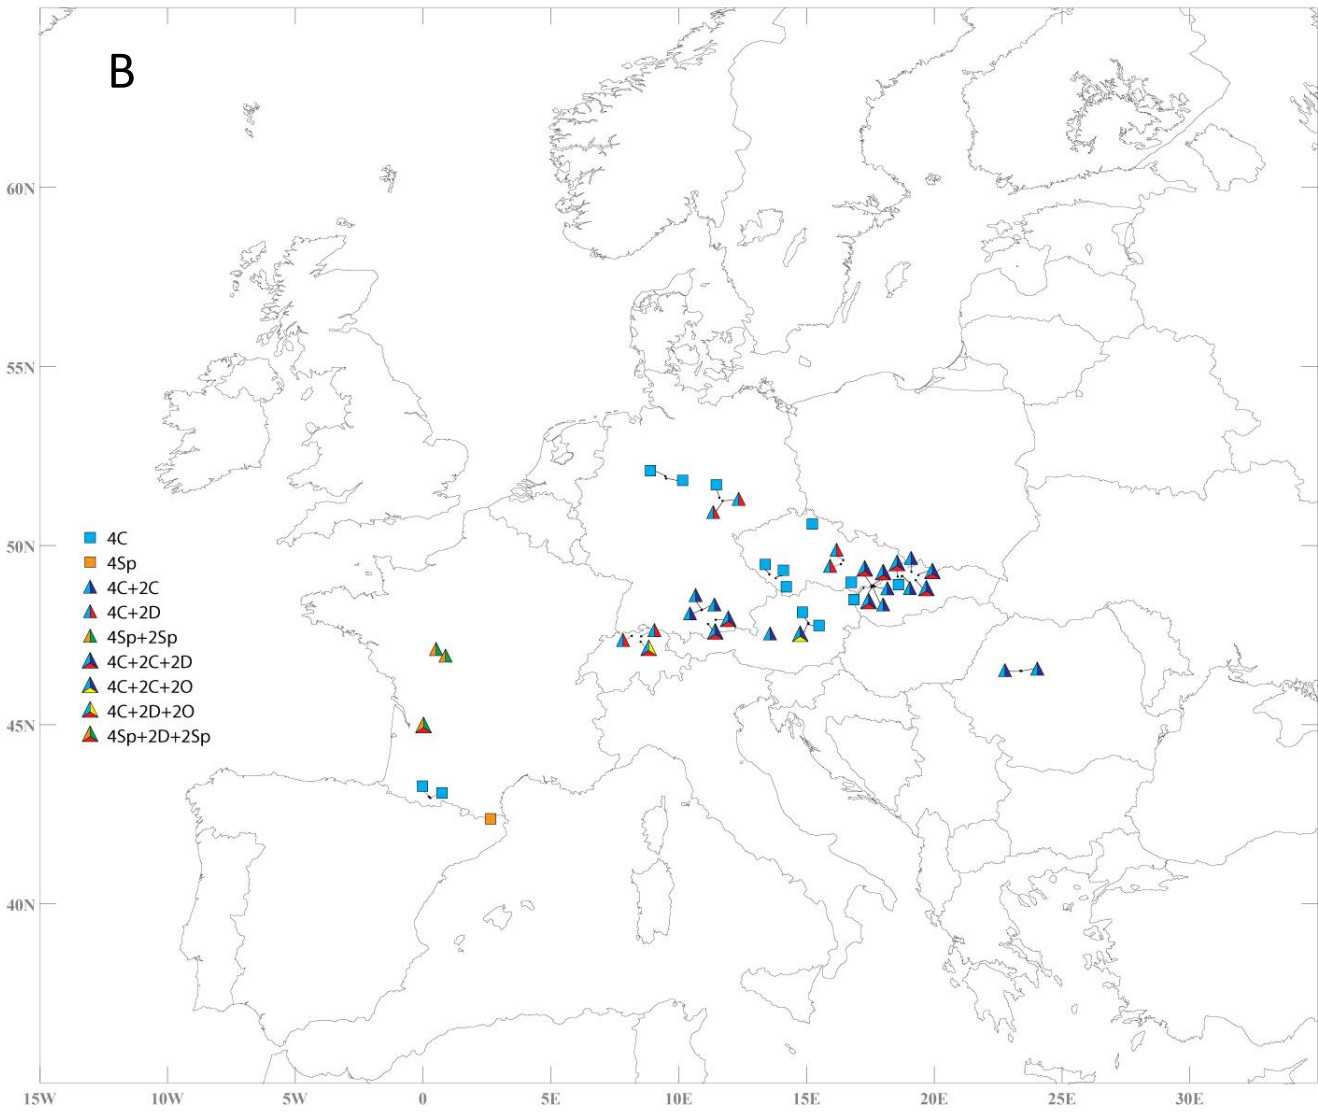 B
60N
55N
50N
45N
40N
4C
4Sp
4C+2C
4C+2D
4Sp+2Sp
4C+2C+2D
4C+2C+2O
4C+2D+2O
4Sp+2D+2Sp
15W 10W 5W 0 5E 10E 15E 20E 25E 30E